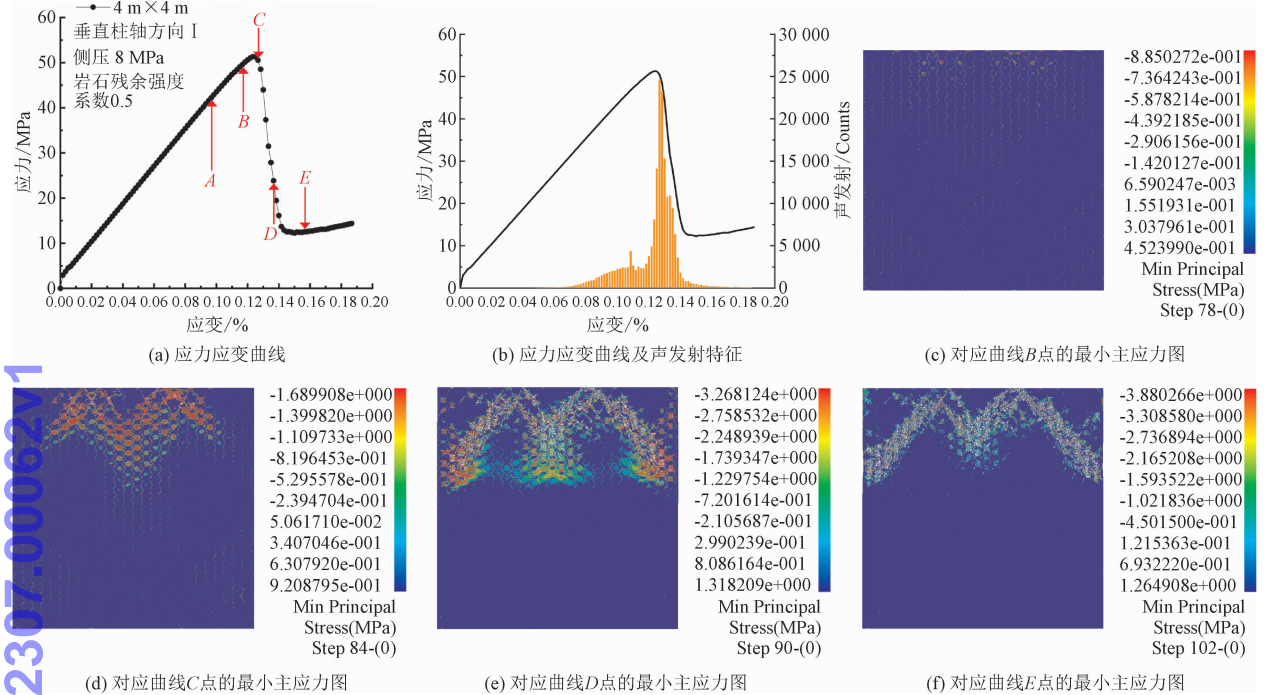 4 m×4 m
垂直柱轴方向 I
侧压 8 MPa
岩石残余强度
系数0.5
A
B
C
D
E
应力/MPa
60
50
40
30
20
10
0
0.00 0.02 0.04 0.06 0.08 0.10 0.12 0.14 0.16 0.18 0.20
应变/%
(a) 应力应变曲线
应力/MPa
60
50
40
30
20
10
0
30 000
25 000
20 000
15 000
10 000
5 000
0
声发射/Counts
0.00 0.02 0.04 0.06 0.08 0.10 0.12 0.14 0.16 0.18 0.20
应变/%
(b) 应力应变曲线及声发射特征
-8.850272e-001
-7.364243e-001
-5.878214e-001
-4.392185e-001
-2.906156e-001
-1.420127e-001
6.590247e-003
1.551931e-001
3.037961e-001
4.523990e-001
Min Principal
Stress(MPa)
Step 78-(0)
(c) 对应曲线B点的最小主应力图
-1.689908e+000
-1.399820e+000
-1.109733e+000
-8.196453e-001
-5.295578e-001
-2.394704e-001
5.061710e-002
3.407046e-001
6.307920e-001
9.208795e-001
Min Principal
Stress(MPa)
Step 84-(0)
(d) 对应曲线C点的最小主应力图
-3.268124e+000
-2.758532e+000
-2.248939e+000
-1.739347e+000
-1.229754e+000
-7.201614e-001
-2.105687e-001
2.990239e-001
8.086164e-001
1.318209e+000
Min Principal
Stress(MPa)
Step 90-(0)
(e) 对应曲线D点的最小主应力图
-3.880266e+000
-3.308580e+000
-2.736894e+000
-2.165208e+000
-1.593522e+000
-1.021836e+000
-4.501500e-001
1.215363e-001
6.932220e-001
1.264908e+000
Min Principal
Stress(MPa)
Step 102-(0)
(f) 对应曲线E点的最小主应力图
2307.00062v1